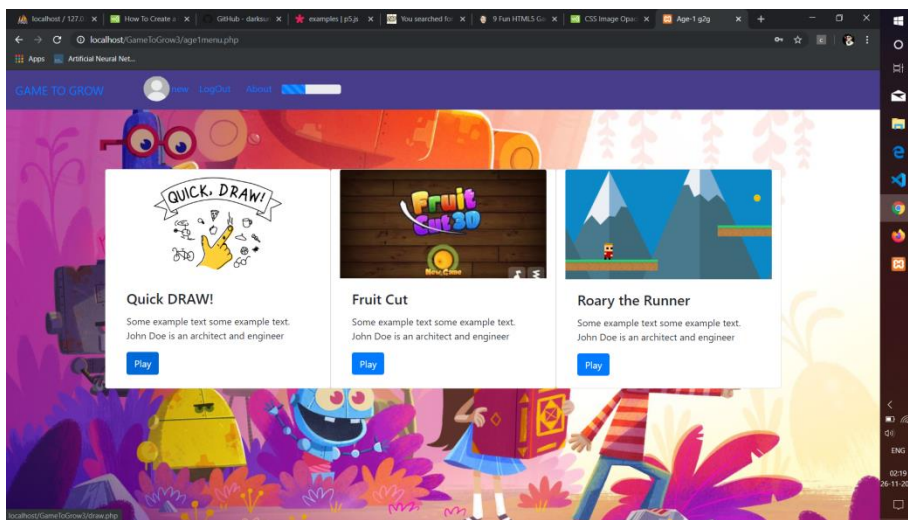 localhost / 127.0
How To Create a
GitHub - darksu
examples | p5.js
You searched fo
9 Fun HTML5 Ga
CSS Image Opac
Age-1 g2g
localhost/GameToGrow3/age1menu.php
Apps Artificial Neural Net...
GAME TO GROW new LogOut About
QUICK, DRAW!
Fruit
Cut 3D
New Game
Quick DRAW!
Some example text some example text.
John Doe is an architect and engineer
Play
Fruit Cut
Some example text some example text.
John Doe is an architect and engineer
Play
Roary the Runner
Some example text some example text.
John Doe is an architect and engineer
Play
localhost/GameToGrow3/draw.php
ENG
02:19
26-11-20